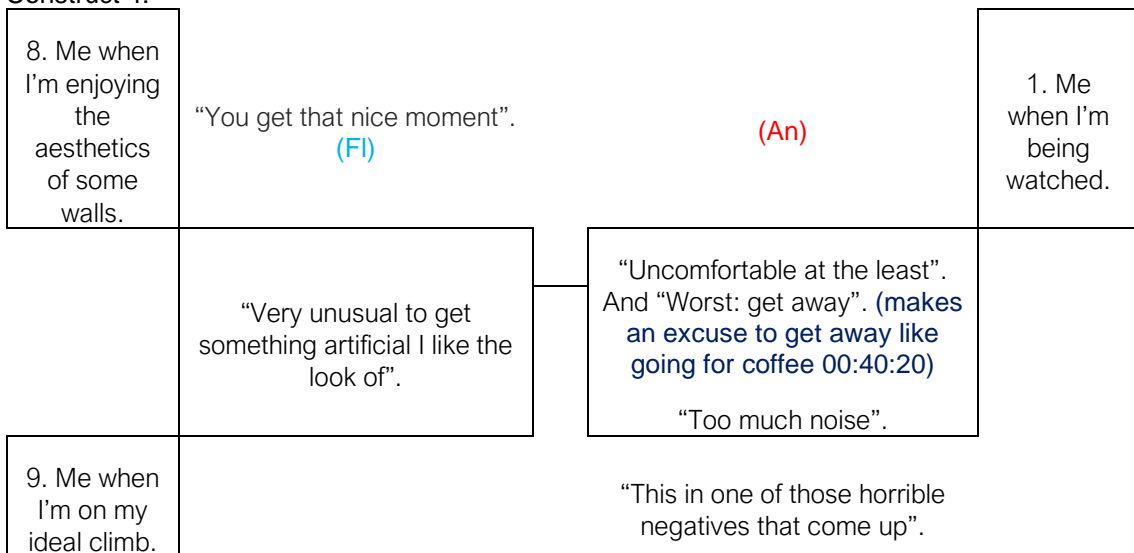 8. Me when
I’m enjoying
the
aesthetics
of some
walls.
“You get that nice moment”.
(Fl)
(An)
1. Me
when I’m
being
watched.
“Very unusual to get
something artificial I like the
look of”.
“Uncomfortable at the least”.
And “Worst: get away”. (makes
an excuse to get away like
going for coffee 00:40:20)
“Too much noise”.
9. Me when
I’m on my
ideal climb.
“This in one of those horrible
negatives that come up”.